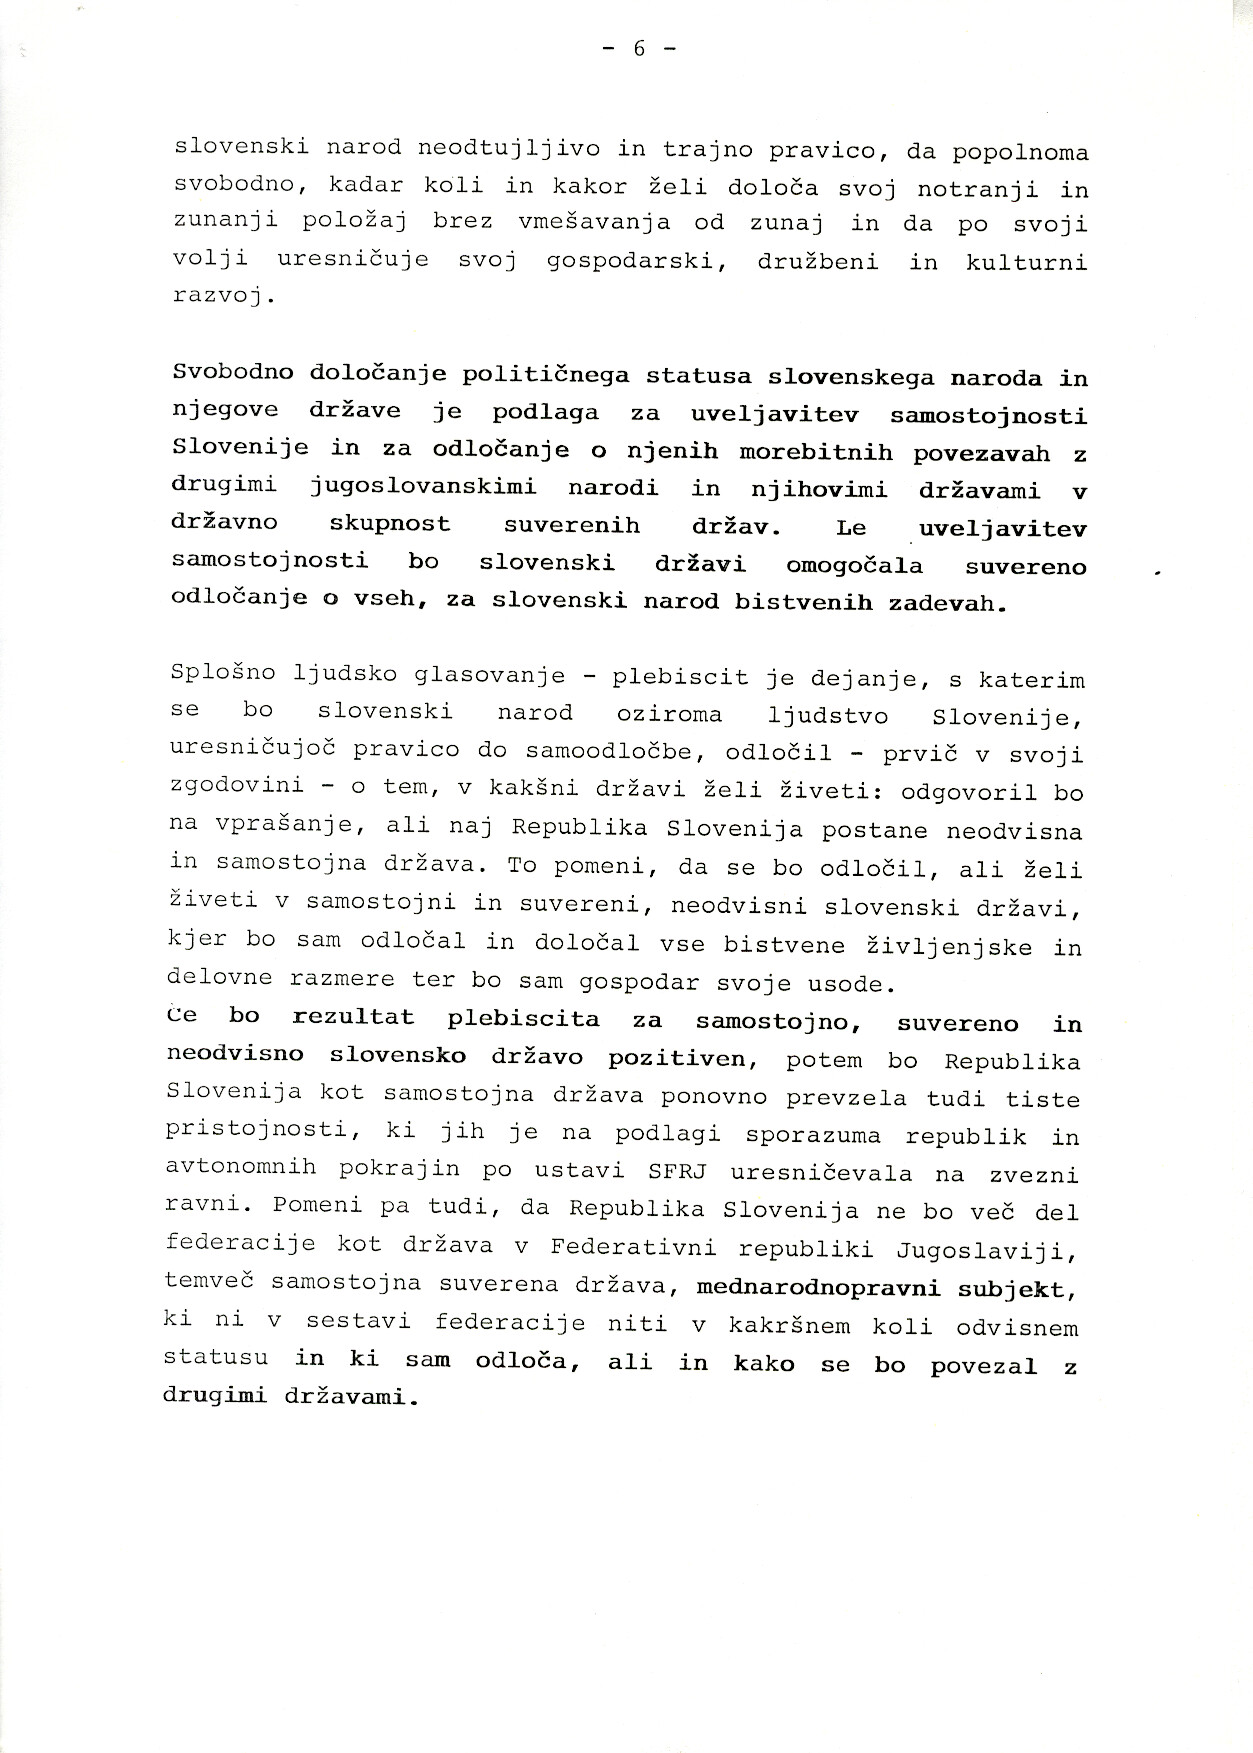 - 6 -
slovenski narod neodtujljivo in trajno pravico, da popolnoma
svobodno, kadar koli in kakor želi določa svoj notranji in
zunanji položaj brez vmešavanja od zunaj in da po svoji
volji uresničuje svoj gospodarski, družbeni in kulturni
razvoj.
Svobodno določanje političnega statusa slovenskega naroda in
njegove države je podlaga za uveljavitev samostojnosti
Slovenije in za odločanje o njenih morebitnih povezavah z
drugimi jugoslovanskimi narodi in njihovimi državami v
državno skupnost suverenih držav. Le uveljavitev
samostojnosti bo slovenski državi omogočala suvereno
odločanje o vseh, za slovenski narod bistvenih zadevah.
Splošno ljudsko glasovanje - plebiscit je dejanje, s katerim
se bo slovenski narod oziroma ljudstvo Slovenije,
uresničujoč pravico do samoodločbe, odločil - prvič v svoji
zgodovini - o tem, v kakšni državi želi živeti: odgovoril bo
na vprašanje, ali naj Republika Slovenija postane neodvisna
in samostojna država. To pomeni, da se bo odločil, ali želi
živeti v samostojni in suvereni, neodvisni slovenski državi,
kjer bo sam odločal in določal vse bistvene življenjske in
delovne razmere ter bo sam gospodar svoje usode.
Če bo rezultat plebiscita za samostojno, suvereno in
neodvisno slovensko državo pozitiven, potem bo Republika
Slovenija kot samostojna država ponovno prevzela tudi tiste
pristojnosti, ki jih je na podlagi sporazuma republik in
avtonomnih pokrajin po ustavi SFRJ uresničevala na zvezni
ravni. Pomeni pa tudi, da Republika Slovenija ne bo več del
federacije kot država v Federativni republiki Jugoslaviji,
temveč samostojna suverena država, mednarodnopravni subjekt,
ki ni v sestavi federacije niti v kakršnem koli odvisnem
statusu in ki sam odloča, ali in kako se bo povezal z
drugimi državami.